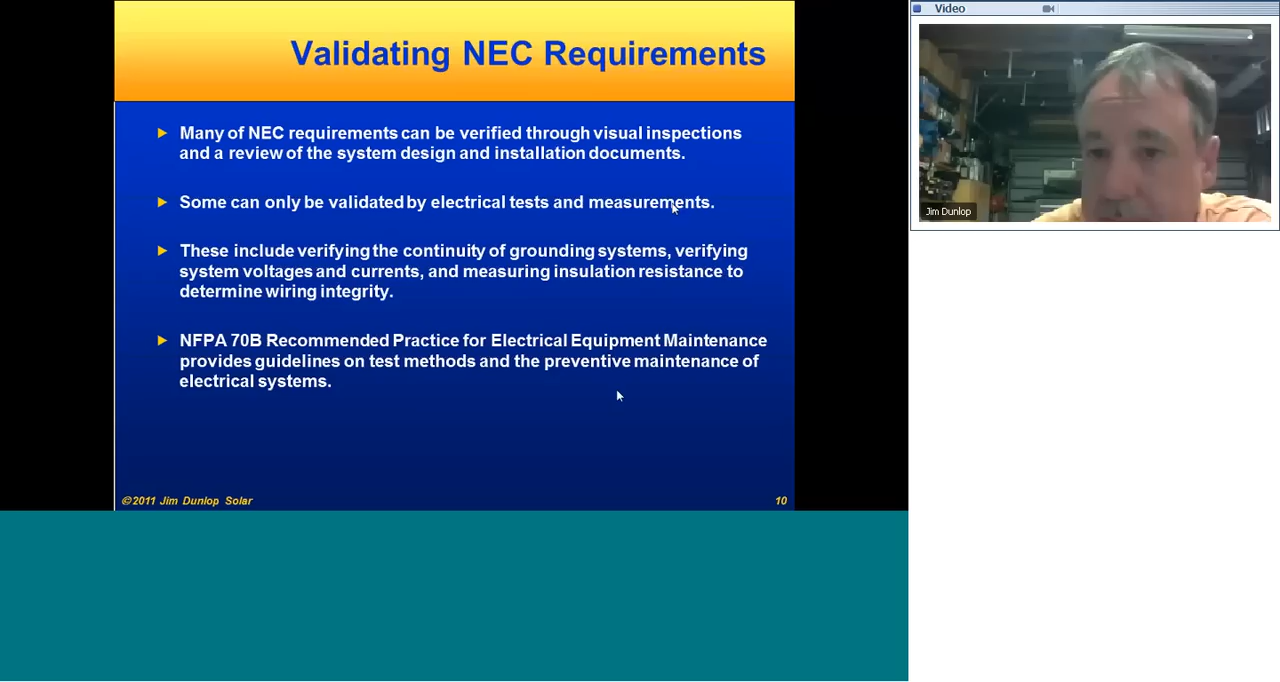 Validating NEC Requirements
Many of NEC requirements can be verified through visual inspections
and a review of the system design and installation documents.
Some can only be validated by electrical tests and measurements.
These include verifying the continuity of grounding systems, verifying
system voltages and currents, and measuring insulation resistance to
determine wiring integrity.
NFPA 70B Recommended Practice for Electrical Equipment Maintenance
provides guidelines on test methods and the preventive maintenance of
electrical systems.
©2011 Jim Dunlop Solar
10
Video
Jim Dunlop